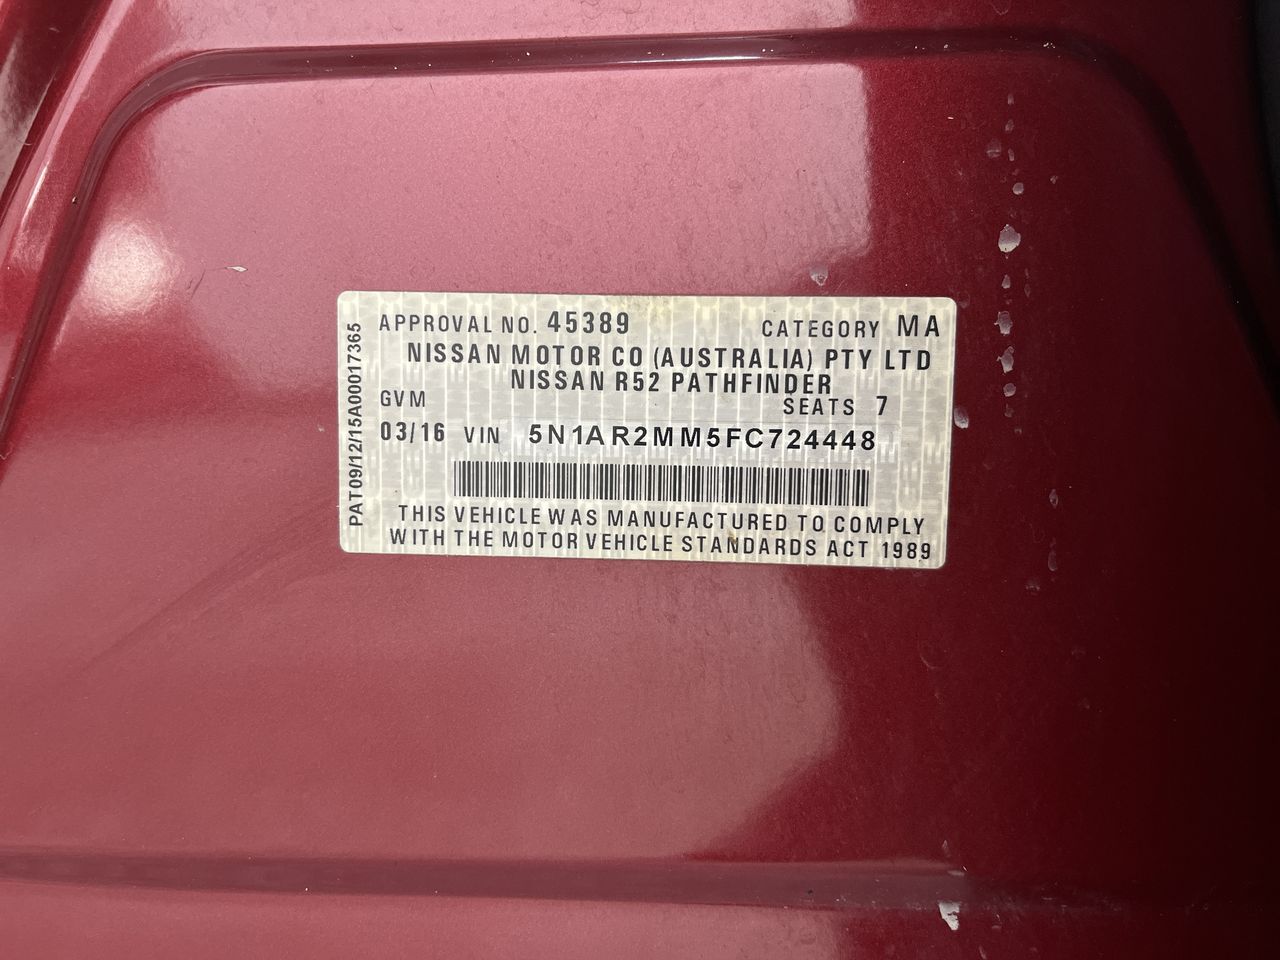 APPROVAL NO. 45389 CATEGORY MA
NISSAN MOTOR CO (AUSTRALIA) PTY LTD
NISSAN R52 PATHFINDER
GVM SEATS 7
03/16 VIN 5N1AR2MM5FC724448
THIS VEHICLE WAS MANUFACTURED TO COMPLY
WITH THE MOTOR VEHICLE STANDARDS ACT 1989
PAT09/12/15A00017365